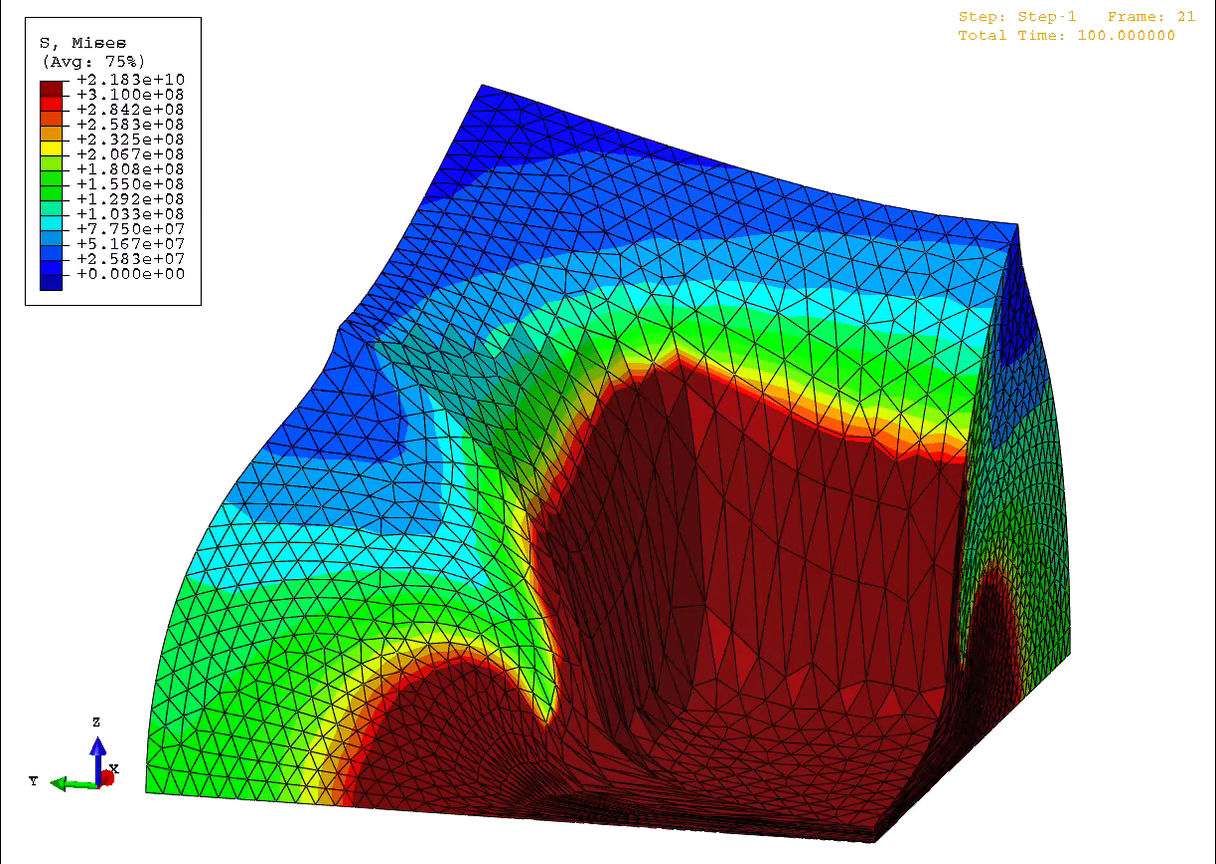 Step: Step-1 Frame: 21
Total Time: 100.000000
S, Mises
(Avg: 75%)
+2.183e+10
+3.100e+08
+2.842e+08
+2.583e+08
+2.325e+08
+2.067e+08
+1.808e+08
+1.550e+08
+1.292e+08
+1.033e+08
+7.750e+07
+5.167e+07
+2.583e+07
+0.000e+00
Z
X
Y